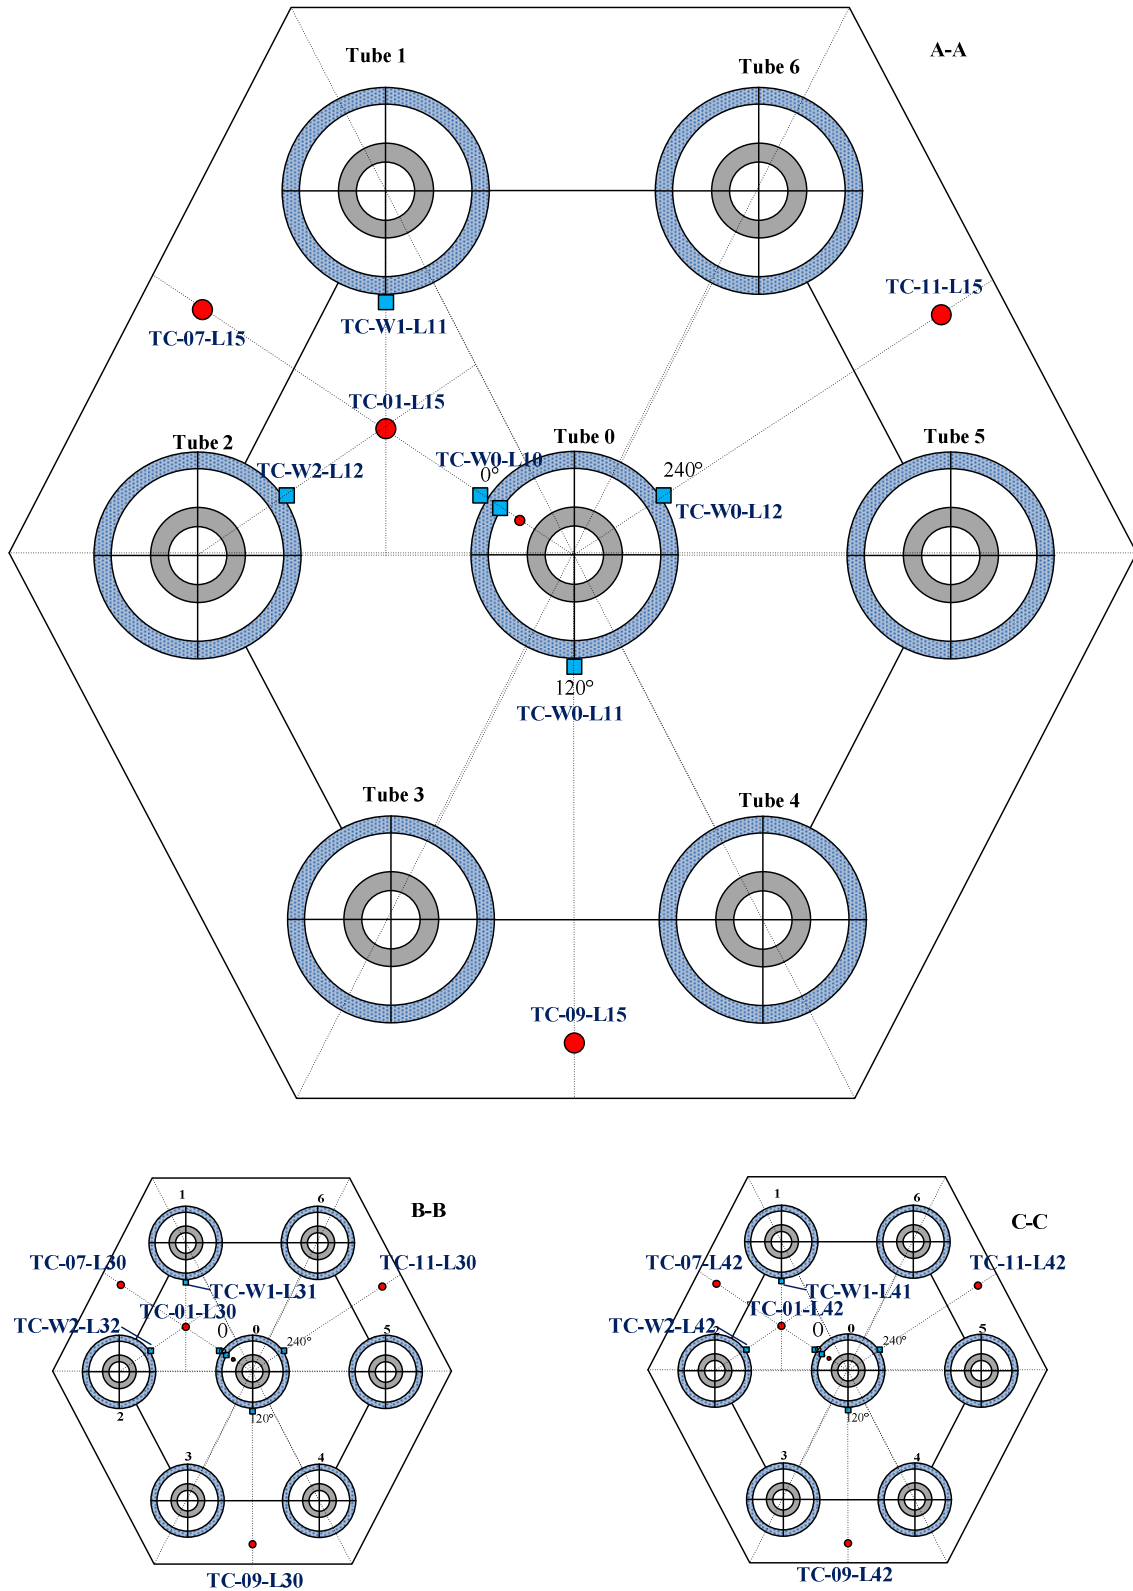 A-A
Tube 1
Tube 6
TC-11-L15
TC-W1-L11
TC-07-L15
TC-01-L15
Tube 2
Tube 0
Tube 5
TC-W0-L10
TC-W2-L12
0°
240°
TC-W0-L12
120°
TC-W0-L11
Tube 3
Tube 4
TC-09-L15
B-B
1
6
TC-07-L30
TC-11-L30
TC-W1-L31
TC-01-L30
TC-W2-L32
0
0
240°
5
2
120°
3
4
TC-09-L30
C-C
1
6
TC-07-L42
TC-11-L42
TC-W1-L41
TC-01-L42
TC-W2-L42
0
0
240°
5
120°
3
4
TC-09-L42